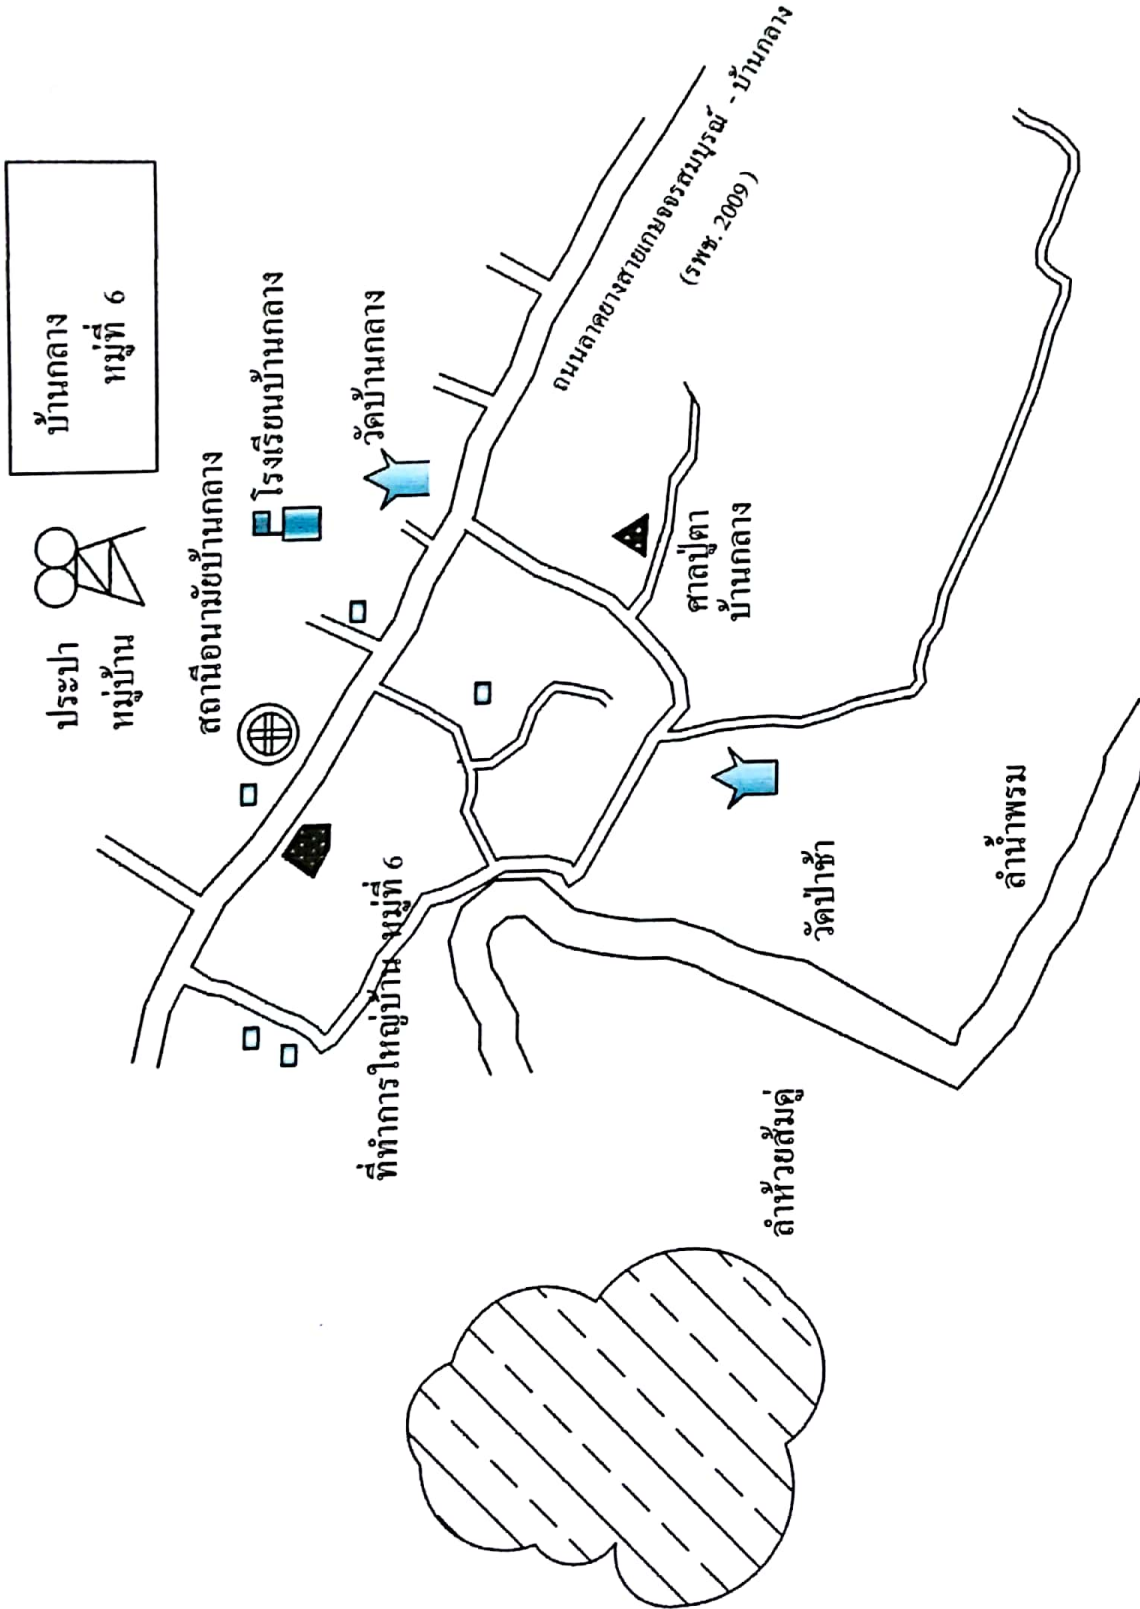 บ้านกลาง
หมู่ที่ 6
ประปา
หมู่บ้าน
สถานีอนามัยบ้านกลาง
โรงเรียนบ้านกลาง
วัดบ้านกลาง
ถนนลาดยางสายเกษตรสมบูรณ์ - บ้านกลาง
(รพช. 2009)
ที่ทำการใหญ่บ้าน หมู่ที่ 6
ศาลปู่ตา
บ้านกลาง
วัดป่าช้า
ลำน้ำพรม
ลำห้วยส้มคู่